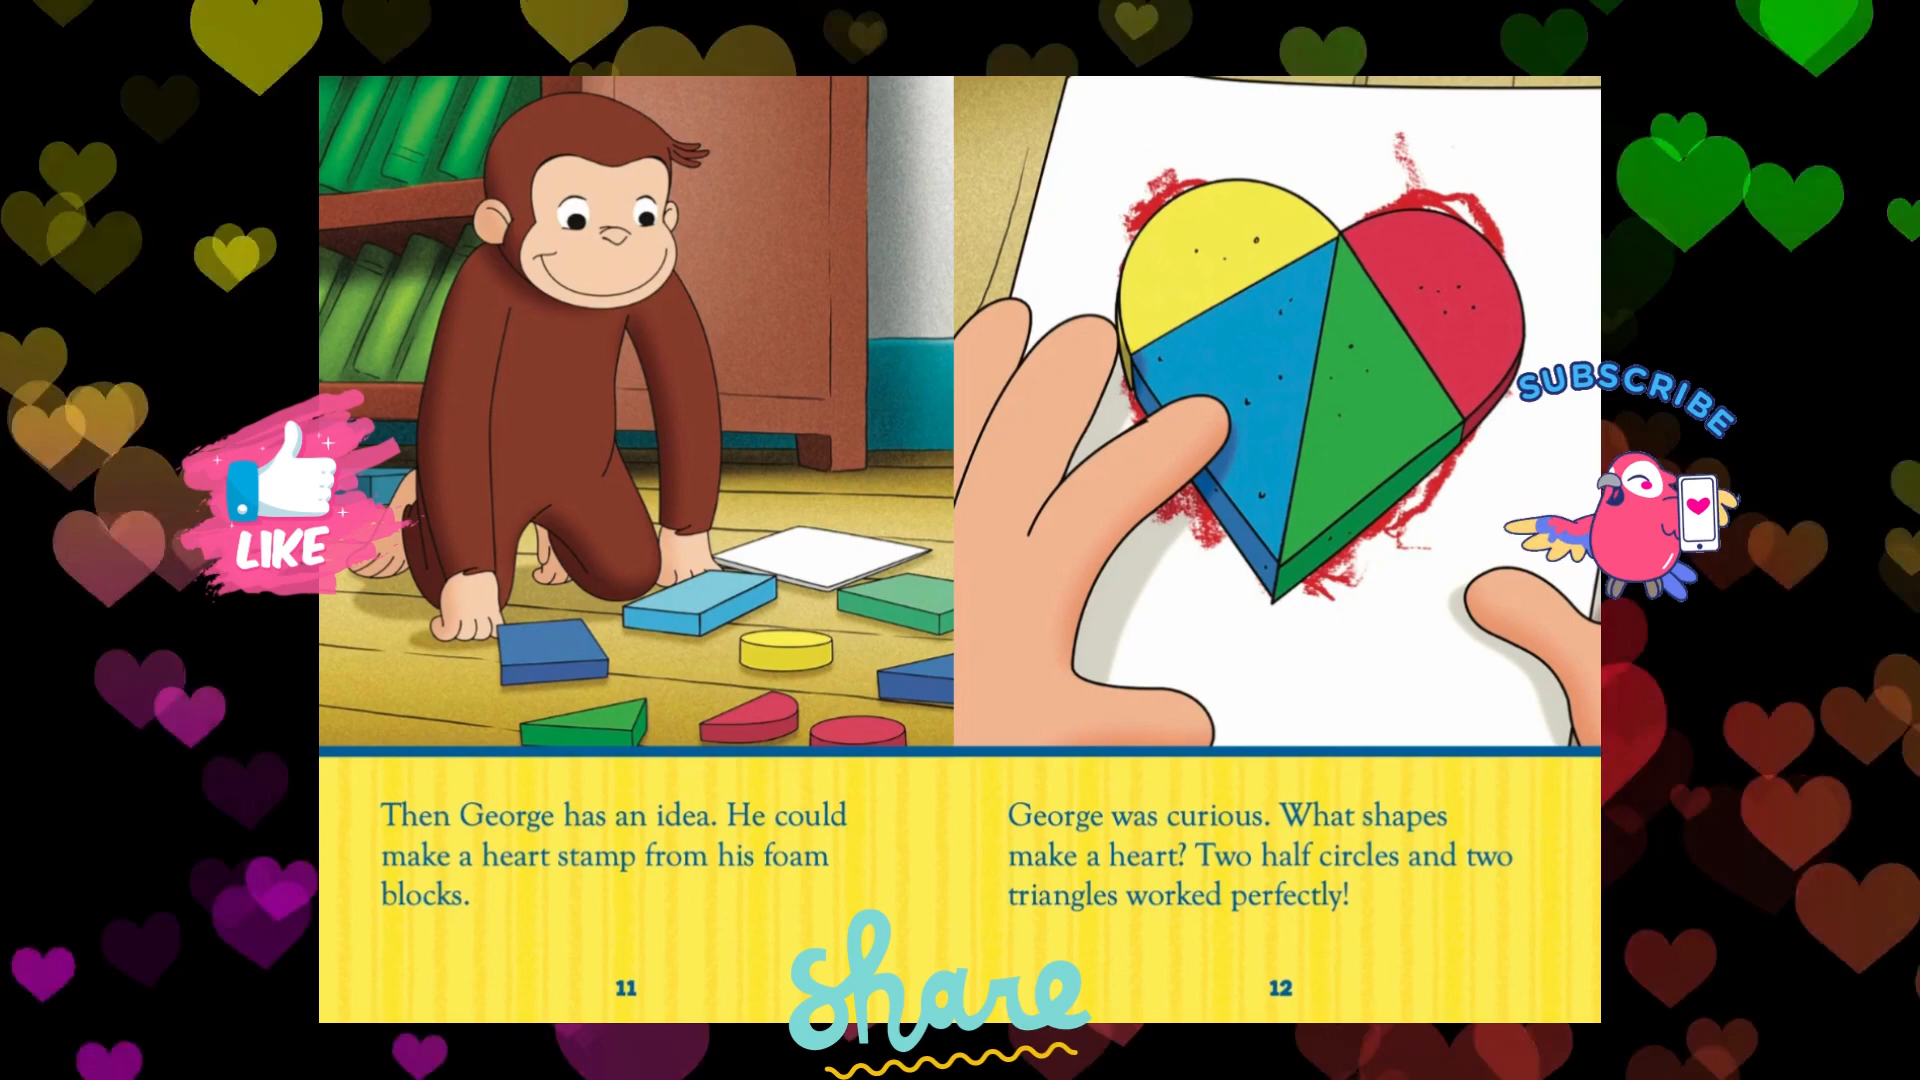 SUBSCRIBE
LIKE
Then George has an idea. He could
make a heart stamp from his foam
blocks.
11
George was curious. What shapes
make a heart? Two half circles and two
triangles worked perfectly!
12
share